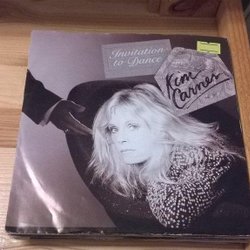 Invitation
to Dance
Kim
Carnes